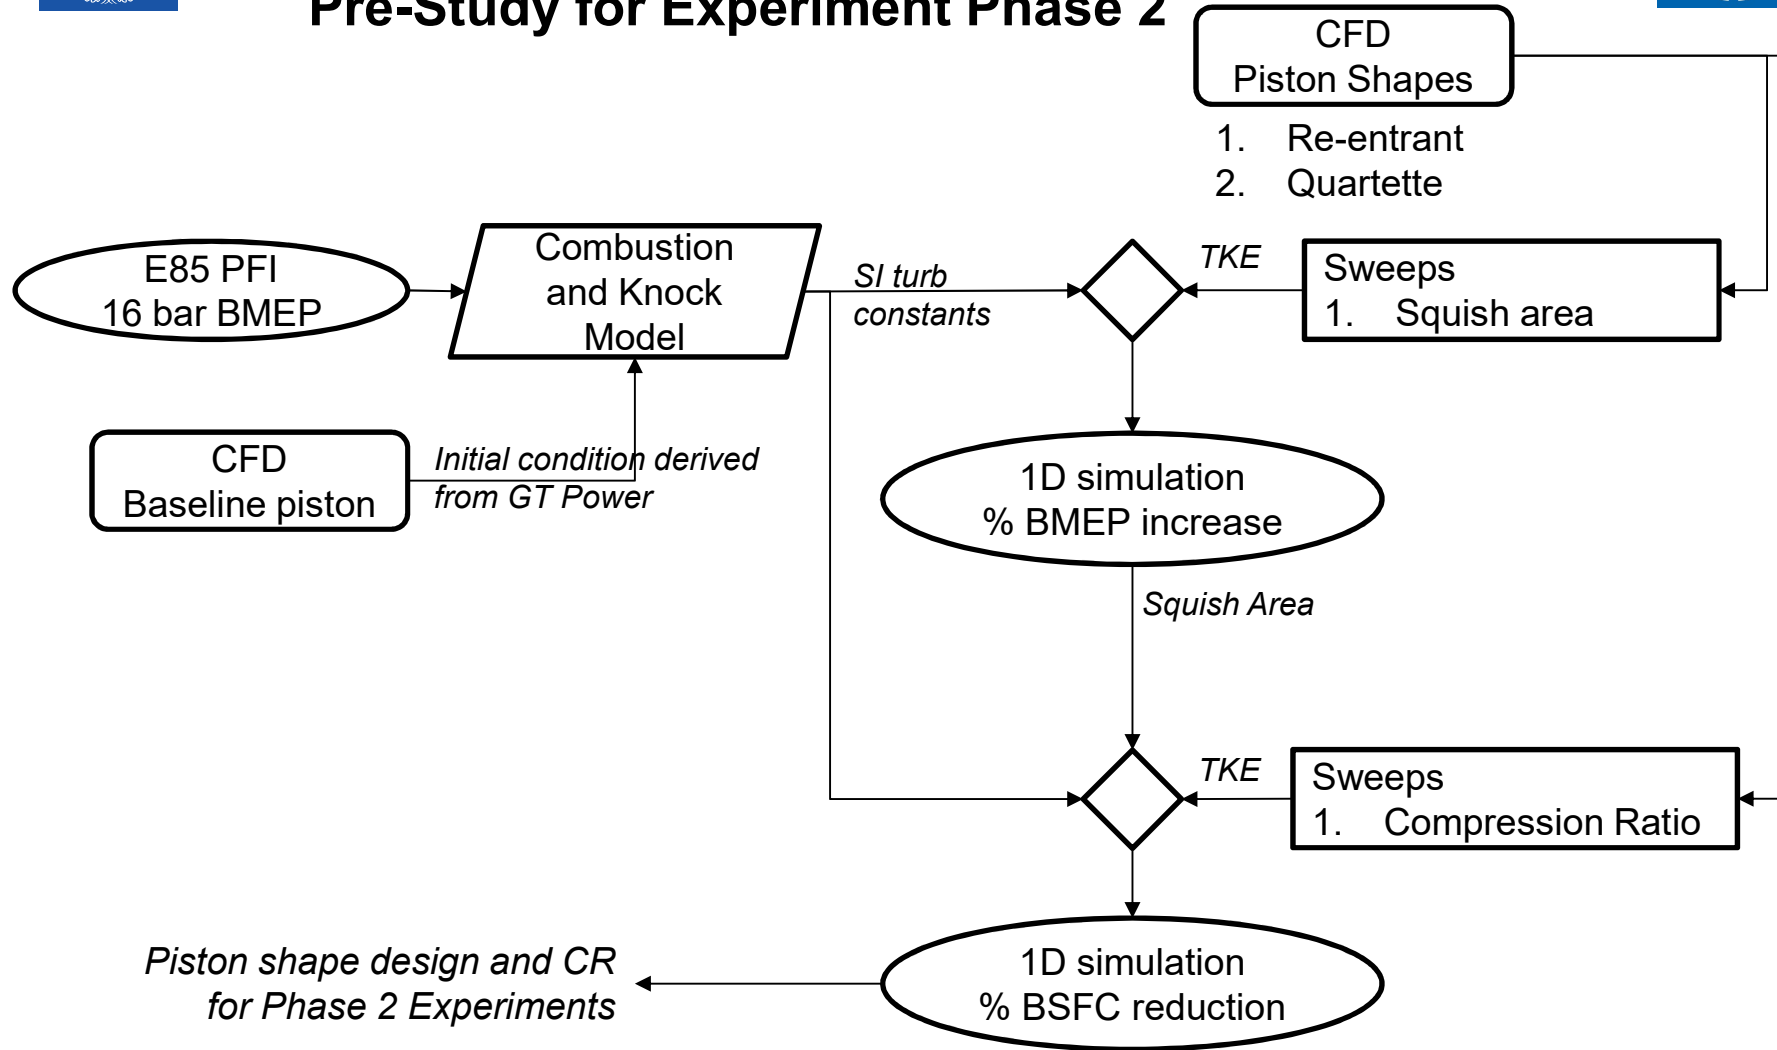 Pre-Study for Experiment Phase 2
CFD
Piston Shapes
1. Re-entrant
2. Quartette
E85 PFI
16 bar BMEP
Combustion
and Knock
Model
SI turb
constants
TKE
Sweeps
1. Squish area
CFD
Baseline piston
Initial condition derived
from GT Power
1D simulation
% BMEP increase
Squish Area
TKE
Sweeps
1. Compression Ratio
Piston shape design and CR
for Phase 2 Experiments
1D simulation
% BSFC reduction